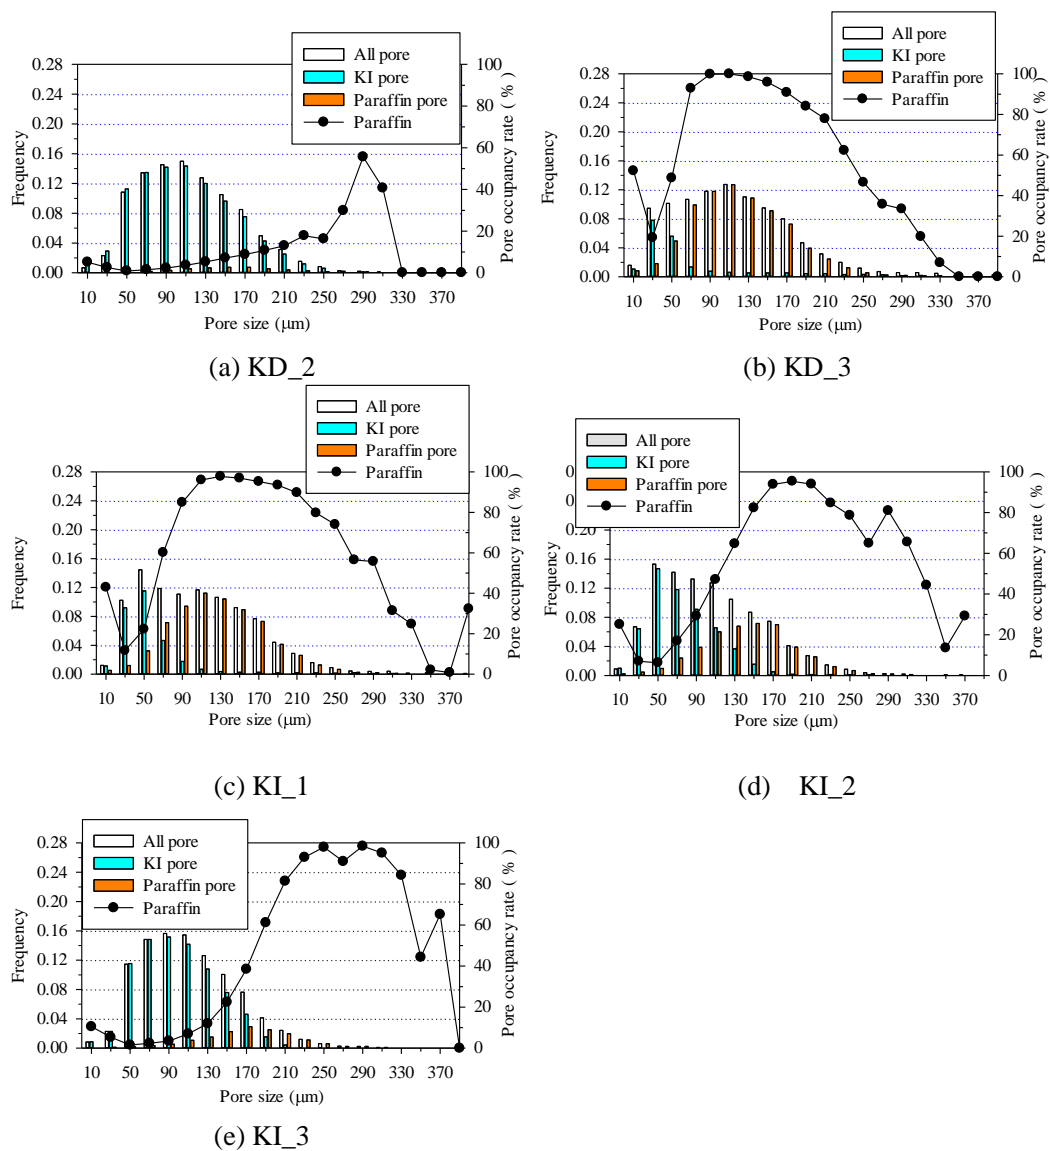 All pore
KI pore
Paraffin pore
Paraffin
0.28
0.24
0.20
0.16
0.12
0.08
0.04
0.00
Frequency
100
80
60
40
20
0
Pore occupancy rate ( % )
10 50 90 130 170 210 250 290 330 370
Pore size (μm)
(a) KD_2
All pore
KI pore
Paraffin pore
Paraffin
0.28
0.24
0.20
0.16
0.12
0.08
0.04
0.00
Frequency
100
80
60
40
20
0
Pore occupancy rate ( % )
10 50 90 130 170 210 250 290 330 370
Pore size (μm)
(b) KD_3
All pore
KI pore
Paraffin pore
Paraffin
0.28
0.24
0.20
0.16
0.12
0.08
0.04
0.00
Frequency
100
80
60
40
20
0
Pore occupancy rate ( % )
10 50 90 130 170 210 250 290 330 370
Pore size (μm)
(c) KI_1
All pore
KI pore
Paraffin pore
Paraffin
0.
0.
0.
0.16
0.12
0.08
0.04
0.00
Frequency
100
80
60
40
20
0
Pore occupancy rate ( % )
10 50 90 130 170 210 250 290 330 370
Pore size (μm)
(d) KI_2
All pore
KI pore
Paraffin pore
Paraffin
0.28
0.24
0.20
0.16
0.12
0.08
0.04
0.00
Frequency
100
80
60
40
20
0
Pore occupancy rate ( % )
10 50 90 130 170 210 250 290 330 370
Pore size (μm)
(e) KI_3